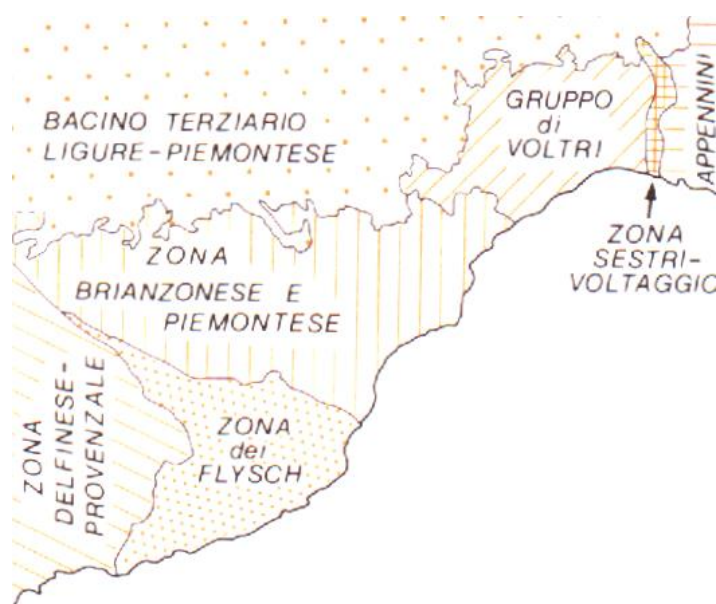 BACINO TERZIARIO
LIGURE-PIEMONTESE
GRUPPO
di
VOLTRI
APPENNINI
ZONA
SESTRI-
VOLTAGGIO
ZONA
BRIANZONESE E
PIEMONTESE
ZONA
DELFINESE-
PROVENZALE
ZONA
dei
FLYSCH